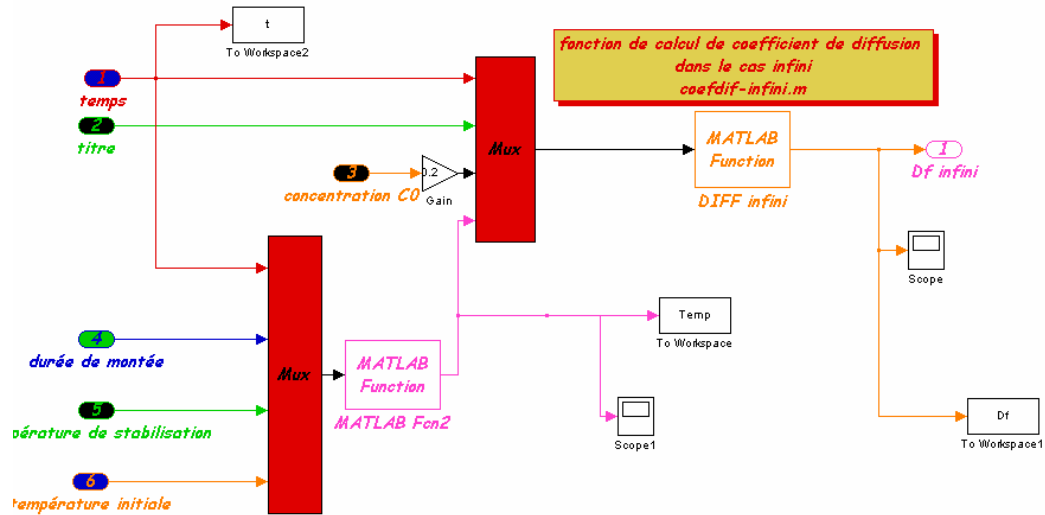 t
To Workspace2
fonction de calcul de coefficient de diffusion
dans le cas infini
coefdif-infini.m
1
temps
2
titre
Mux
MATLAB
Function
DIFF infini
1
Df infini
3
concentration C0
0.2
Gain
Scope
4
durée de montée
Mux
MATLAB
Function
MATLAB Fcn2
Temp
To Workspace
5
pérature de stabilisation
Scope1
Df
To Workspace1
6
température initiale